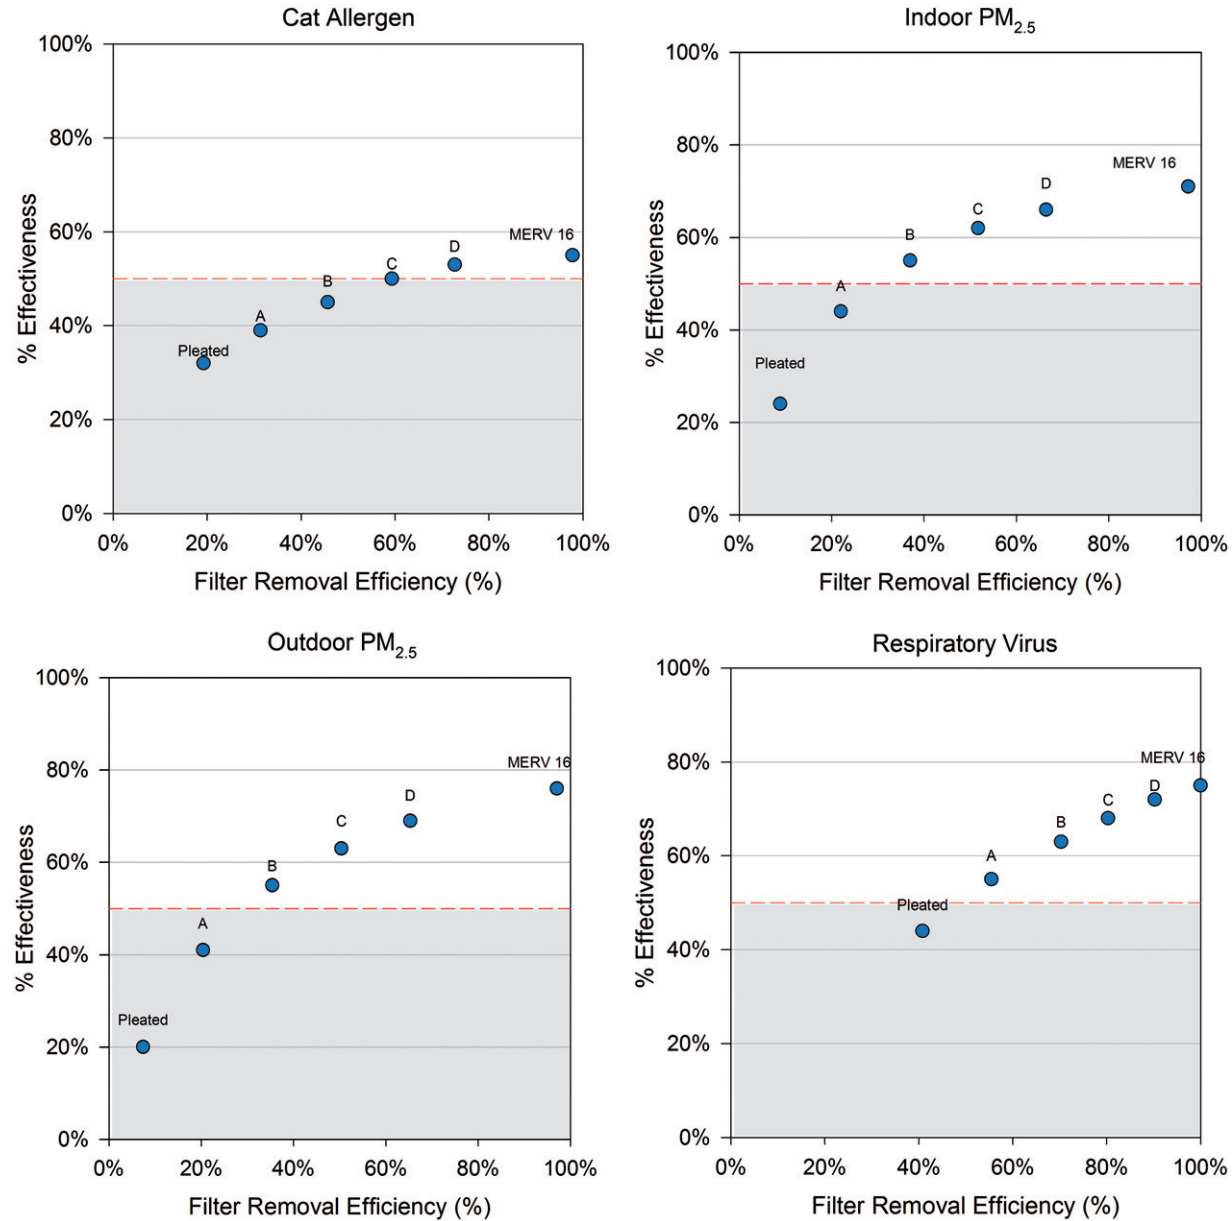 Cat Allergen
100%
80%
60%
40%
20%
0%
% Effectiveness
Pleated
A
B
C
D
MERV 16
0% 20% 40% 60% 80% 100%
Filter Removal Efficiency (%)
Indoor PM2.5
100%
80%
60%
40%
20%
0%
% Effectiveness
Pleated
A
B
C
D
MERV 16
0% 20% 40% 60% 80% 100%
Filter Removal Efficiency (%)
Outdoor PM2.5
100%
80%
60%
40%
20%
0%
% Effectiveness
Pleated
A
B
C
D
MERV 16
0% 20% 40% 60% 80% 100%
Filter Removal Efficiency (%)
Respiratory Virus
100%
80%
60%
40%
20%
0%
% Effectiveness
Pleated
A
B
C
D
MERV 16
0% 20% 40% 60% 80% 100%
Filter Removal Efficiency (%)